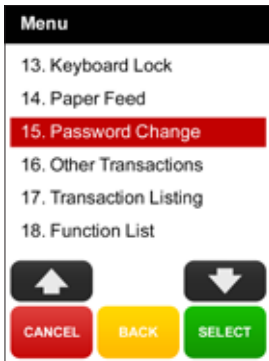 Menu
13. Keyboard Lock
14. Paper Feed
15. Password Change
16. Other Transactions
17. Transaction Listing
18. Function List
CANCEL BACK SELECT